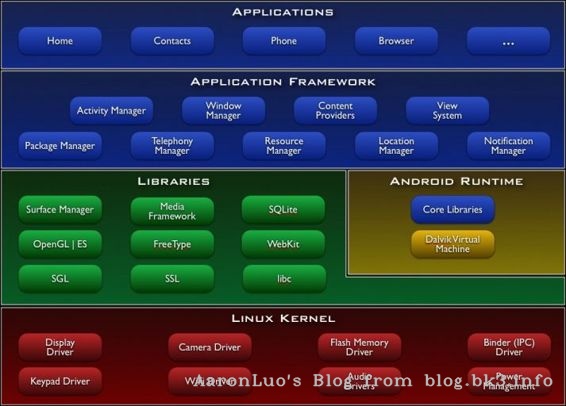 APPLICATIONS
Home
Contacts
Phone
Browser
...
APPLICATION FRAMEWORK
Activity Manager
Window
Manager
Content
Providers
View
System
Package Manager
Telephony
Manager
Resource
Manager
Location
Manager
Notification
Manager
LIBRARIES
Surface Manager
Media
Framework
SQLite
OpenGL | ES
FreeType
WebKit
SGL
SSL
libc
ANDROID RUNTIME
Core Libraries
Dalvik Virtual
Machine
LINUX KERNEL
Display
Driver
Camera Driver
Flash Memory
Driver
Binder (IPC)
Driver
Keypad Driver
WiFi Driver
Audio
Drivers
Power
Management
AaronLuo's Blog from blog.bk3.info